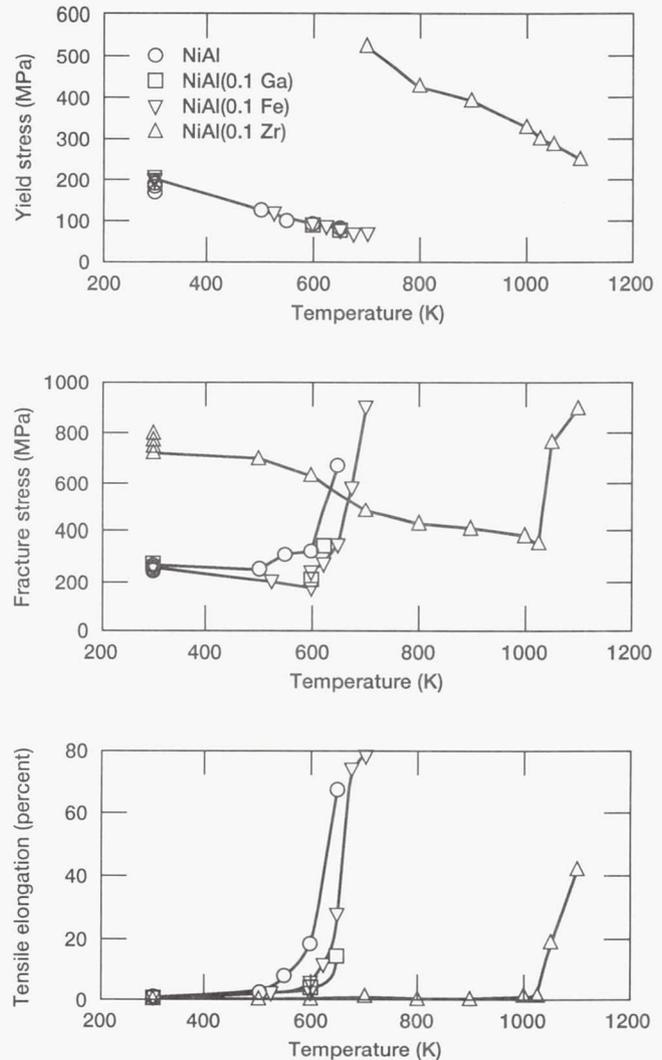 600
500
400
300
200
100
0
Yield stress (MPa)
NiAl
NiAl(0.1 Ga)
NiAl(0.1 Fe)
NiAl(0.1 Zr)
200 400 600 800 1000 1200
Temperature (K)
1000
800
600
400
200
0
Fracture stress (MPa)
200 400 600 800 1000 1200
Temperature (K)
80
60
40
20
0
Tensile elongation (percent)
200 400 600 800 1000 1200
Temperature (K)